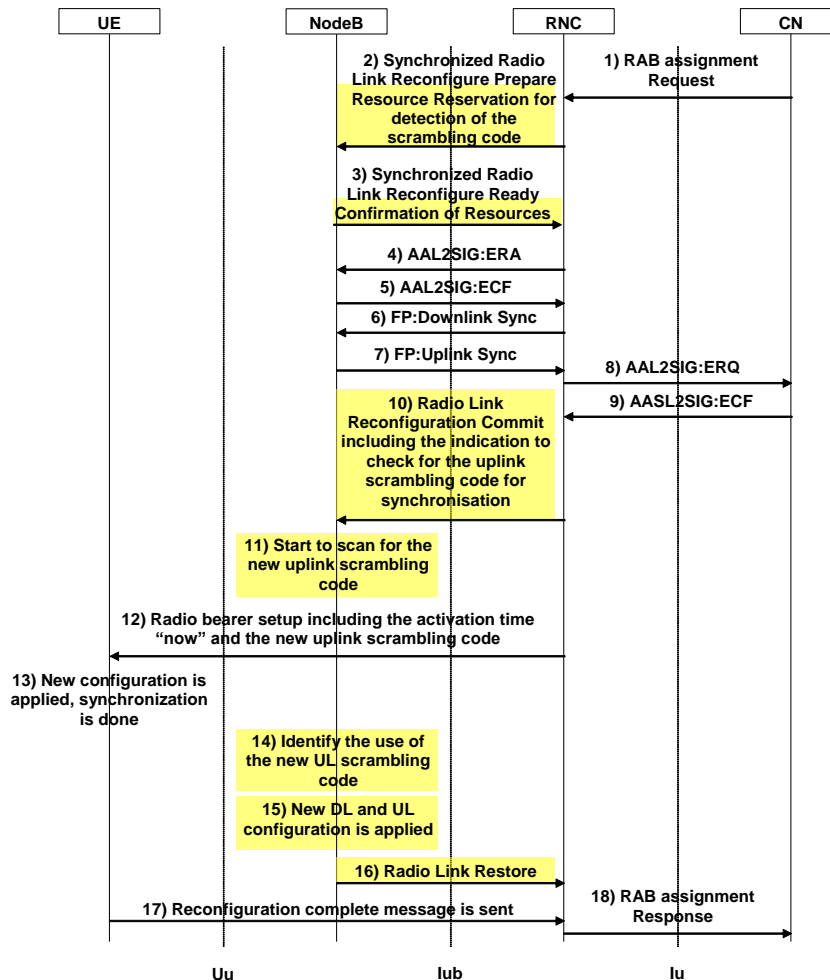 UE
NodeB
RNC
CN
2) Synchronized Radio
Link Reconfigure Prepare
Resource Reservation for
detection of the
scrambling code
1) RAB assignment
Request
3) Synchronized Radio
Link Reconfigure Ready
Confirmation of Resources
4) AAL2SIG:ERA
5) AAL2SIG:ECF
6) FP:Downlink Sync
7) FP:Uplink Sync
8) AAL2SIG:ERQ
9) AASL2SIG:ECF
10) Radio Link
Reconfiguration Commit
including the indication to
check for the uplink
scrambling code for
synchronisation
11) Start to scan for the
new uplink scrambling
code
12) Radio bearer setup including the activation time
“now” and the new uplink scrambling code
13) New configuration is
applied, synchronization
is done
14) Identify the use of
the new UL scrambling
code
15) New DL and UL
configuration is applied
16) Radio Link Restore
17) Reconfiguration complete message is sent
18) RAB assignment
Response
Uu
Iub
Iu